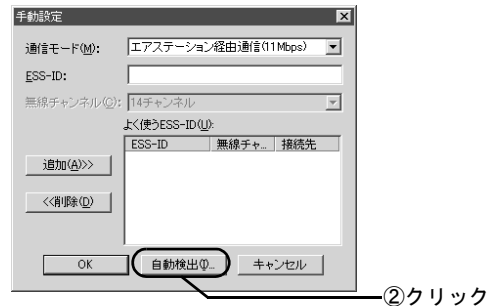 手動設定
通信モード(M): エアステーション経由通信(11Mbps)
ESS-ID:
無線チャンネル(C): 14チャンネル
よく使うESS-ID(U):
ESS-ID 無線チャ... 接続先
追加(A)>>
<<削除(D)
OK 自動検出(I)... キャンセル
②クリック